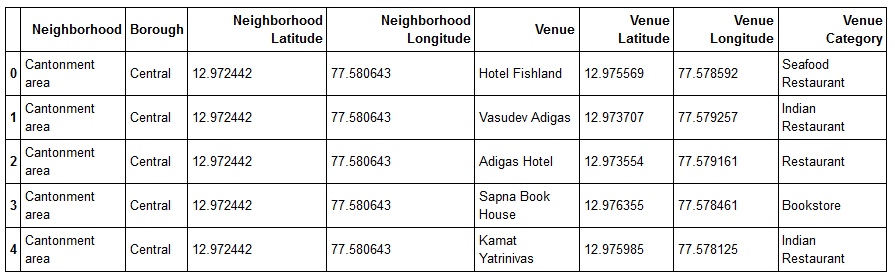 Neighborhood Borough Neighborhood Latitude Neighborhood Longitude Venue Venue Latitude Venue Longitude Venue Category
0 Cantonment area Central 12.972442 77.580643 Hotel Fishland 12.975569 77.578592 Seafood Restaurant
1 Cantonment area Central 12.972442 77.580643 Vasudev Adigas 12.973707 77.579257 Indian Restaurant
2 Cantonment area Central 12.972442 77.580643 Adigas Hotel 12.973554 77.579161 Restaurant
3 Cantonment area Central 12.972442 77.580643 Sapna Book House 12.976355 77.578461 Bookstore
4 Cantonment area Central 12.972442 77.580643 Kamat Yatrinivas 12.975985 77.578125 Indian Restaurant